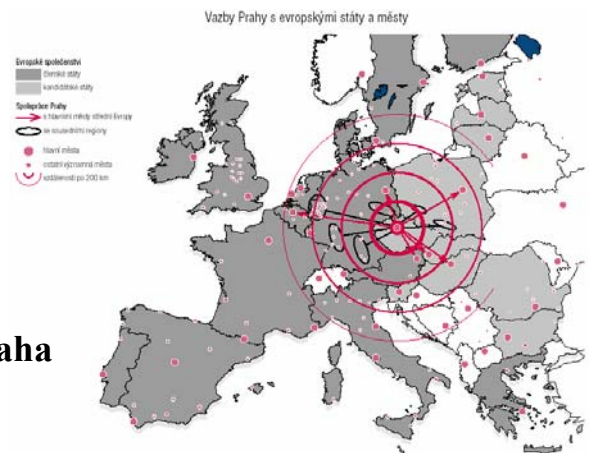 Vazby Prahy s evropskými státy a městy
Evropské společenství
členské státy
kandidátské státy
Spolupráce Prahy
s hlavními městy střední Evropy
se sousedními regiony
hlavní města
ostatní významná města
vzdálenosti po 200 km
aha